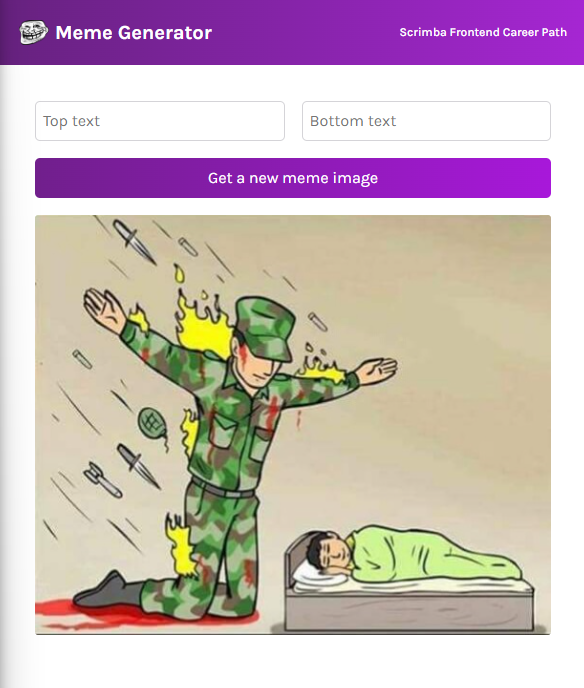 Meme Generator
Scrimba Frontend Career Path
Top text
Bottom text
Get a new meme image